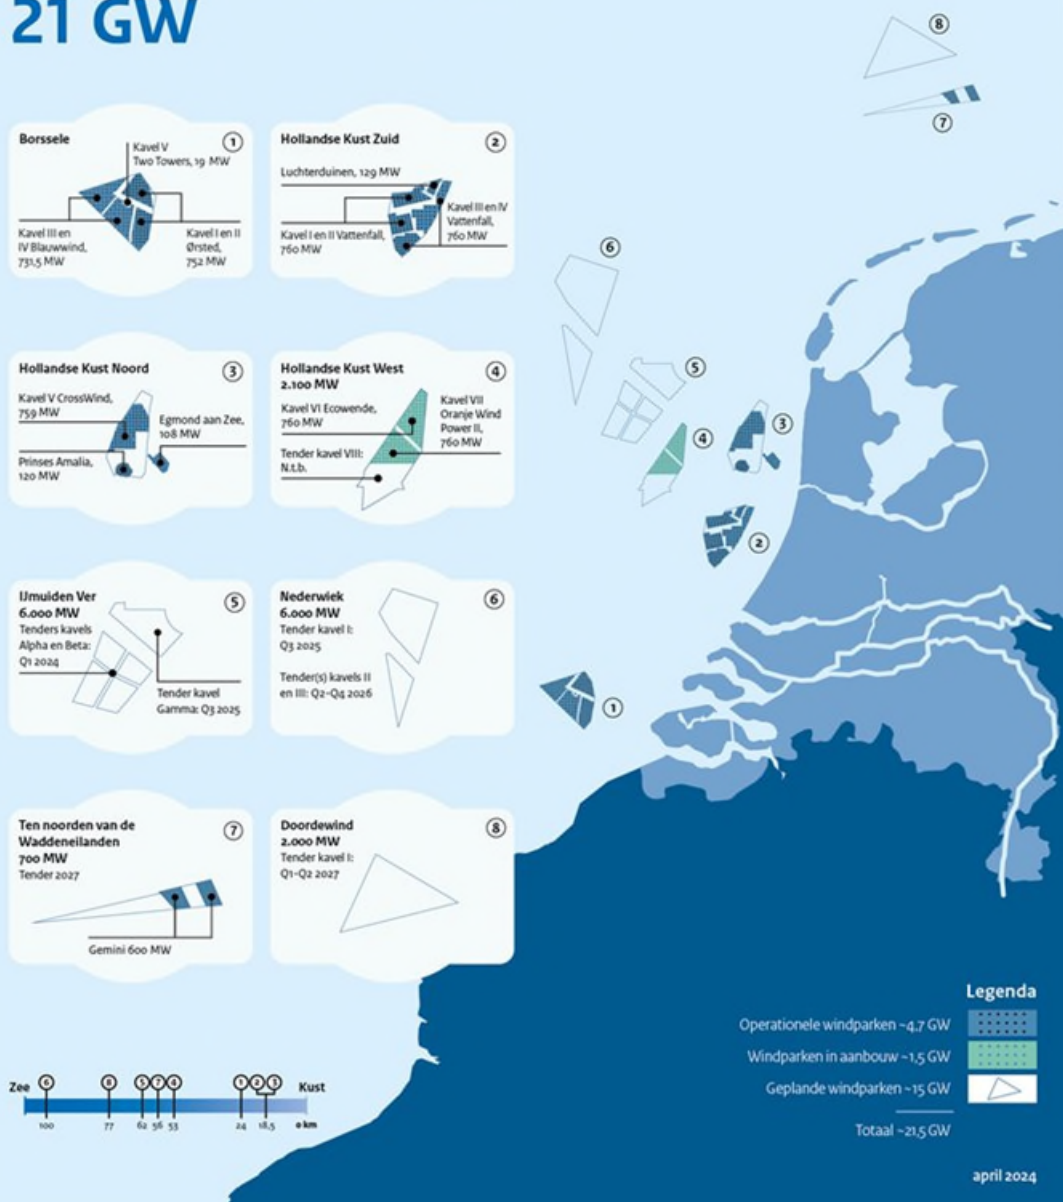 21 GW
Borssele
1
Kavel V
Two Towers, 19 MW
Kavel III en
IV Blauwwind,
731,5 MW
Kavel I en II
Ørsted,
752 MW
Hollandse Kust Zuid
2
Luchterduinen, 129 MW
Kavel I en II Vattenfall,
760 MW
Kavel III en IV
Vattenfall,
760 MW
Hollandse Kust Noord
3
Kavel V CrossWind,
759 MW
Egmond aan Zee,
108 MW
Prinses Amalia,
120 MW
Hollandse Kust West
2.100 MW
4
Kavel VI Ecowende,
760 MW
Kavel VII
Oranje Wind
Power II,
760 MW
Tender kavel VIII:
N.t.b.
IJmuiden Ver
6.000 MW
5
Tenders kavels
Alpha en Beta:
Q1 2024
Tender kavel
Gamma: Q3 2025
Nederwiek
6.000 MW
6
Tender kavel I:
Q3 2025
Tender(s) kavels II
en III: Q2-Q4 2026
Ten noorden van de
Waddeneilanden
700 MW
7
Tender 2027
Gemini 600 MW
Doordewind
2.000 MW
8
Tender kavel I:
Q1-Q2 2027
8
7
6
5
4
3
2
1
Zee 6 8 5 7 4 1 2 3 Kust
100 77 62 56 53 24 18,5 0 km
Legenda
Operationele windparken ~4,7 GW
Windparken in aanbouw ~1,5 GW
Geplande windparken ~15 GW
Totaal ~21,5 GW
april 2024